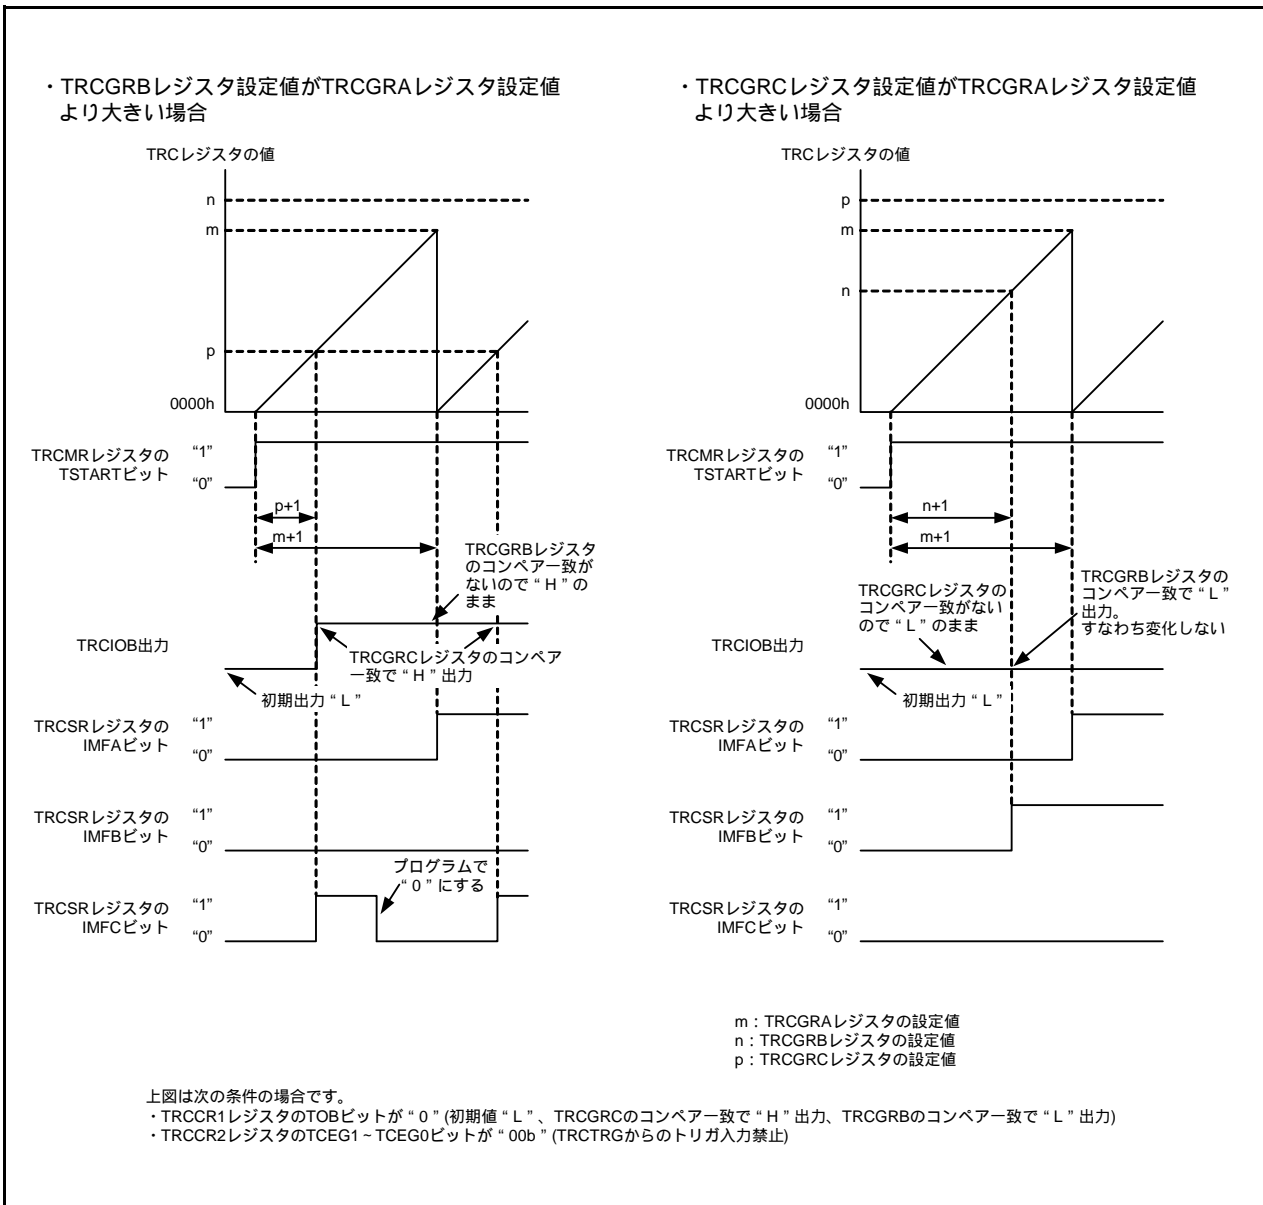 ・TRCGRBレジスタ設定値がTRCGRAレジスタ設定値
より大きい場合
TRCレジスタの値
n
m
p
0000h
TRCMRレジスタの
TSTARTビット
“1”
“0”
p+1
m+1
TRCGRBレジスタ
のコンペア一致が
ないので “ H ” の
まま
TRCIOB出力
TRCGRCレジスタのコンペア
一致で “ H ” 出力
初期出力 “ L ”
TRCSRレジスタの
IMFAビット
“1”
“0”
TRCSRレジスタの
IMFBビット
“1”
“0”
プログラムで
“ 0 ” にする
TRCSRレジスタの
IMFCビット
“1”
“0”
・TRCGRCレジスタ設定値がTRCGRAレジスタ設定値
より大きい場合
TRCレジスタの値
p
m
n
0000h
TRCMRレジスタの
TSTARTビット
“1”
“0”
n+1
m+1
TRCGRCレジスタの
コンペア一致がない
ので “ L ” のまま
TRCGRBレジスタの
コンペア一致で “ L ”
出力。
すなわち変化しない
TRCIOB出力
初期出力 “ L ”
TRCSRレジスタの
IMFAビット
“1”
“0”
TRCSRレジスタの
IMFBビット
“1”
“0”
TRCSRレジスタの
IMFCビット
“1”
“0”
m : TRCGRAレジスタの設定値
n : TRCGRBレジスタの設定値
p : TRCGRCレジスタの設定値
上図は次の条件の場合です。
・TRCCR1レジスタのTOBビットが “ 0 ” (初期値 “ L ” 、TRCGRCのコンペア一致で “ H ” 出力、TRCGRBのコンペア一致で “ L ” 出力)
・TRCCR2レジスタのTCEG1 ~ TCEG0ビットが “ 00b ” (TRCTRGからのトリガ入力禁止)